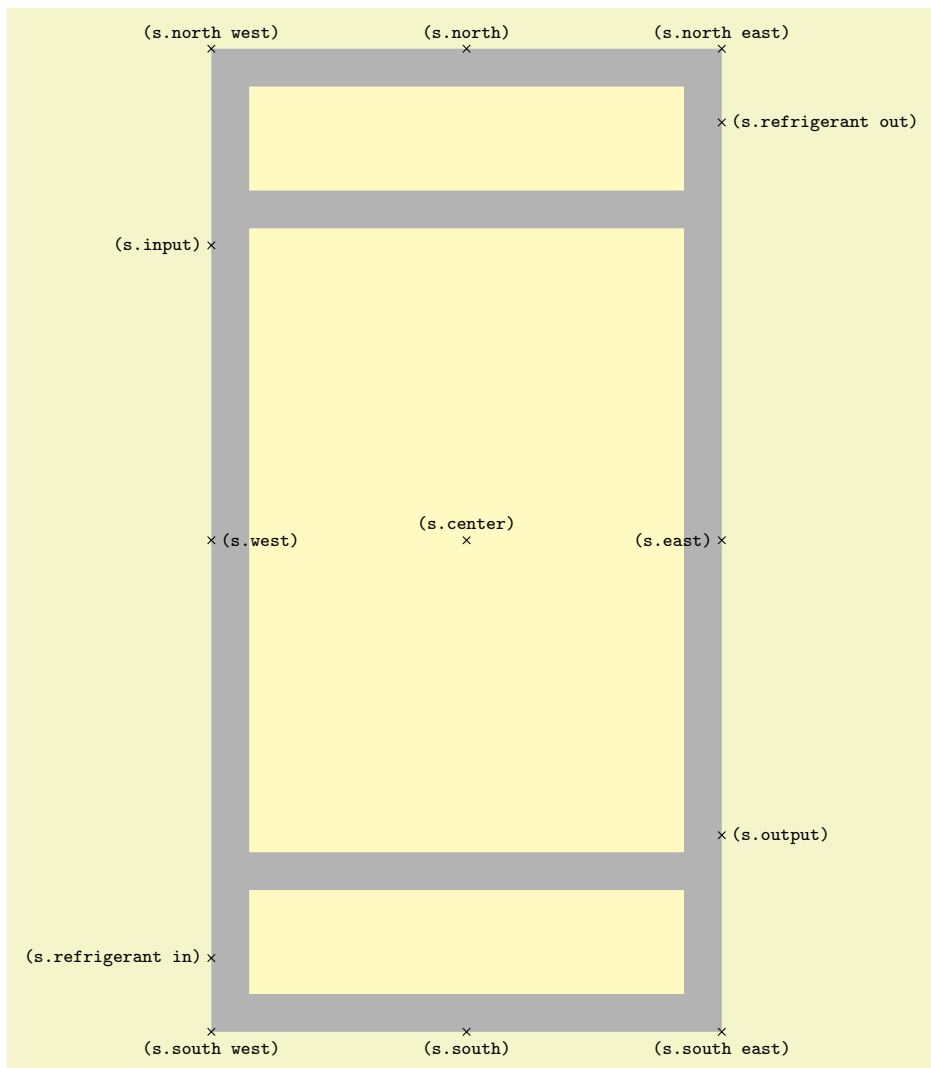 (s.north west)
(s.north)
(s.north east)
(s.refrigerant out)
(s.input)
(s.center)
(s.west)
(s.east)
(s.output)
(s.refrigerant in)
(s.south west)
(s.south)
(s.south east)